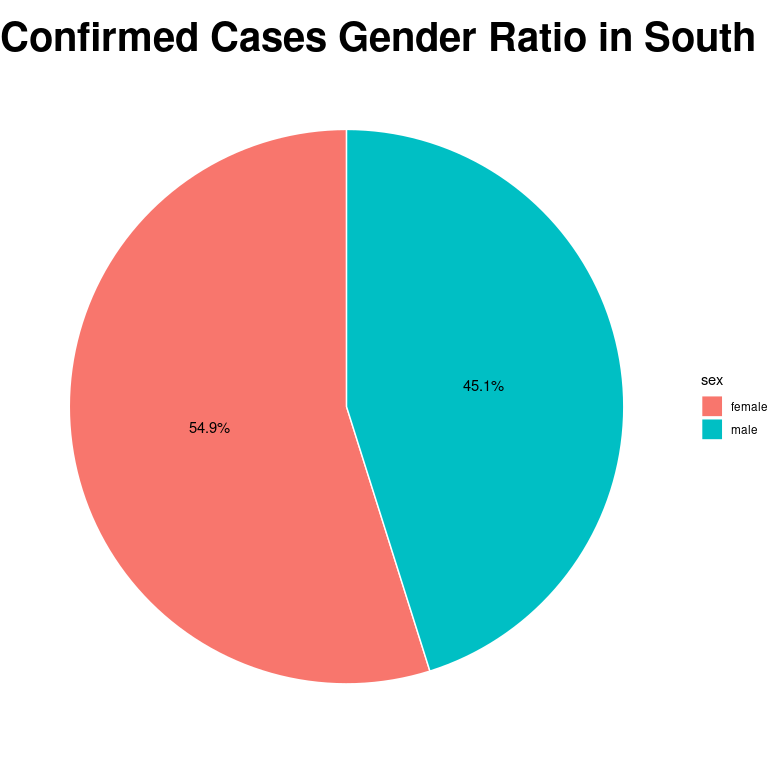 Confirmed Cases Gender Ratio in South
45.1%
54.9%
sex
female
male